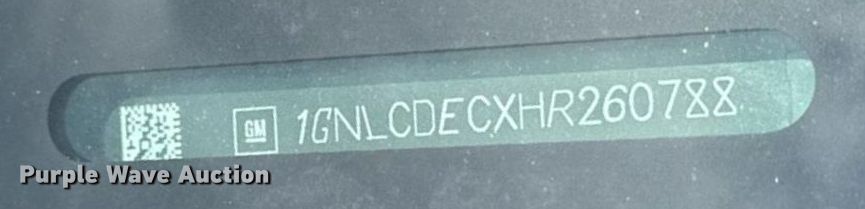 GM 1GNLCDECXHR260788
Purple Wave Auction